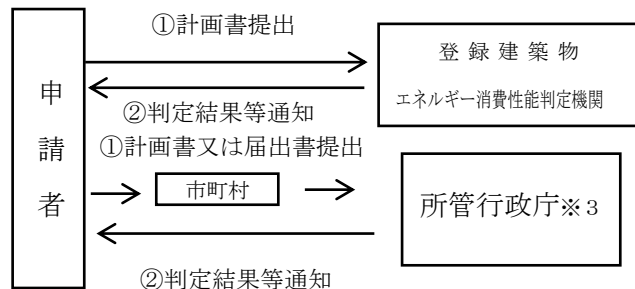 ①計画書提出
登録建築物
エネルギー消費性能判定機関
申請者
②判定結果等通知
①計画書又は届出書提出
市町村
所管行政庁※3
②判定結果等通知